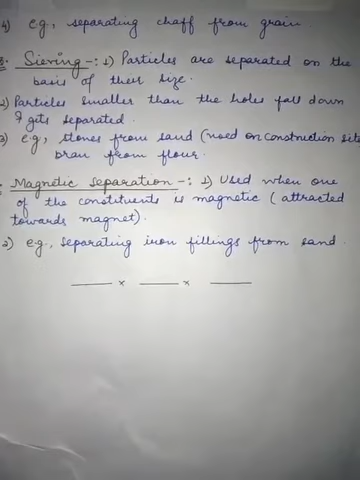 4) eg, separating chaff from grain
3. Sieving -: 1) Particles are separated on the
basis of their size.
2) Particles smaller than the holes fall down
& gets separated.
3) e.g, stones from sand (used on construction site
bran from flour.
Magnetic separation -: 1) Used when one
of the constituents is magnetic (attracted
towards magnet).
2) e.g., separating iron fillings from sand.